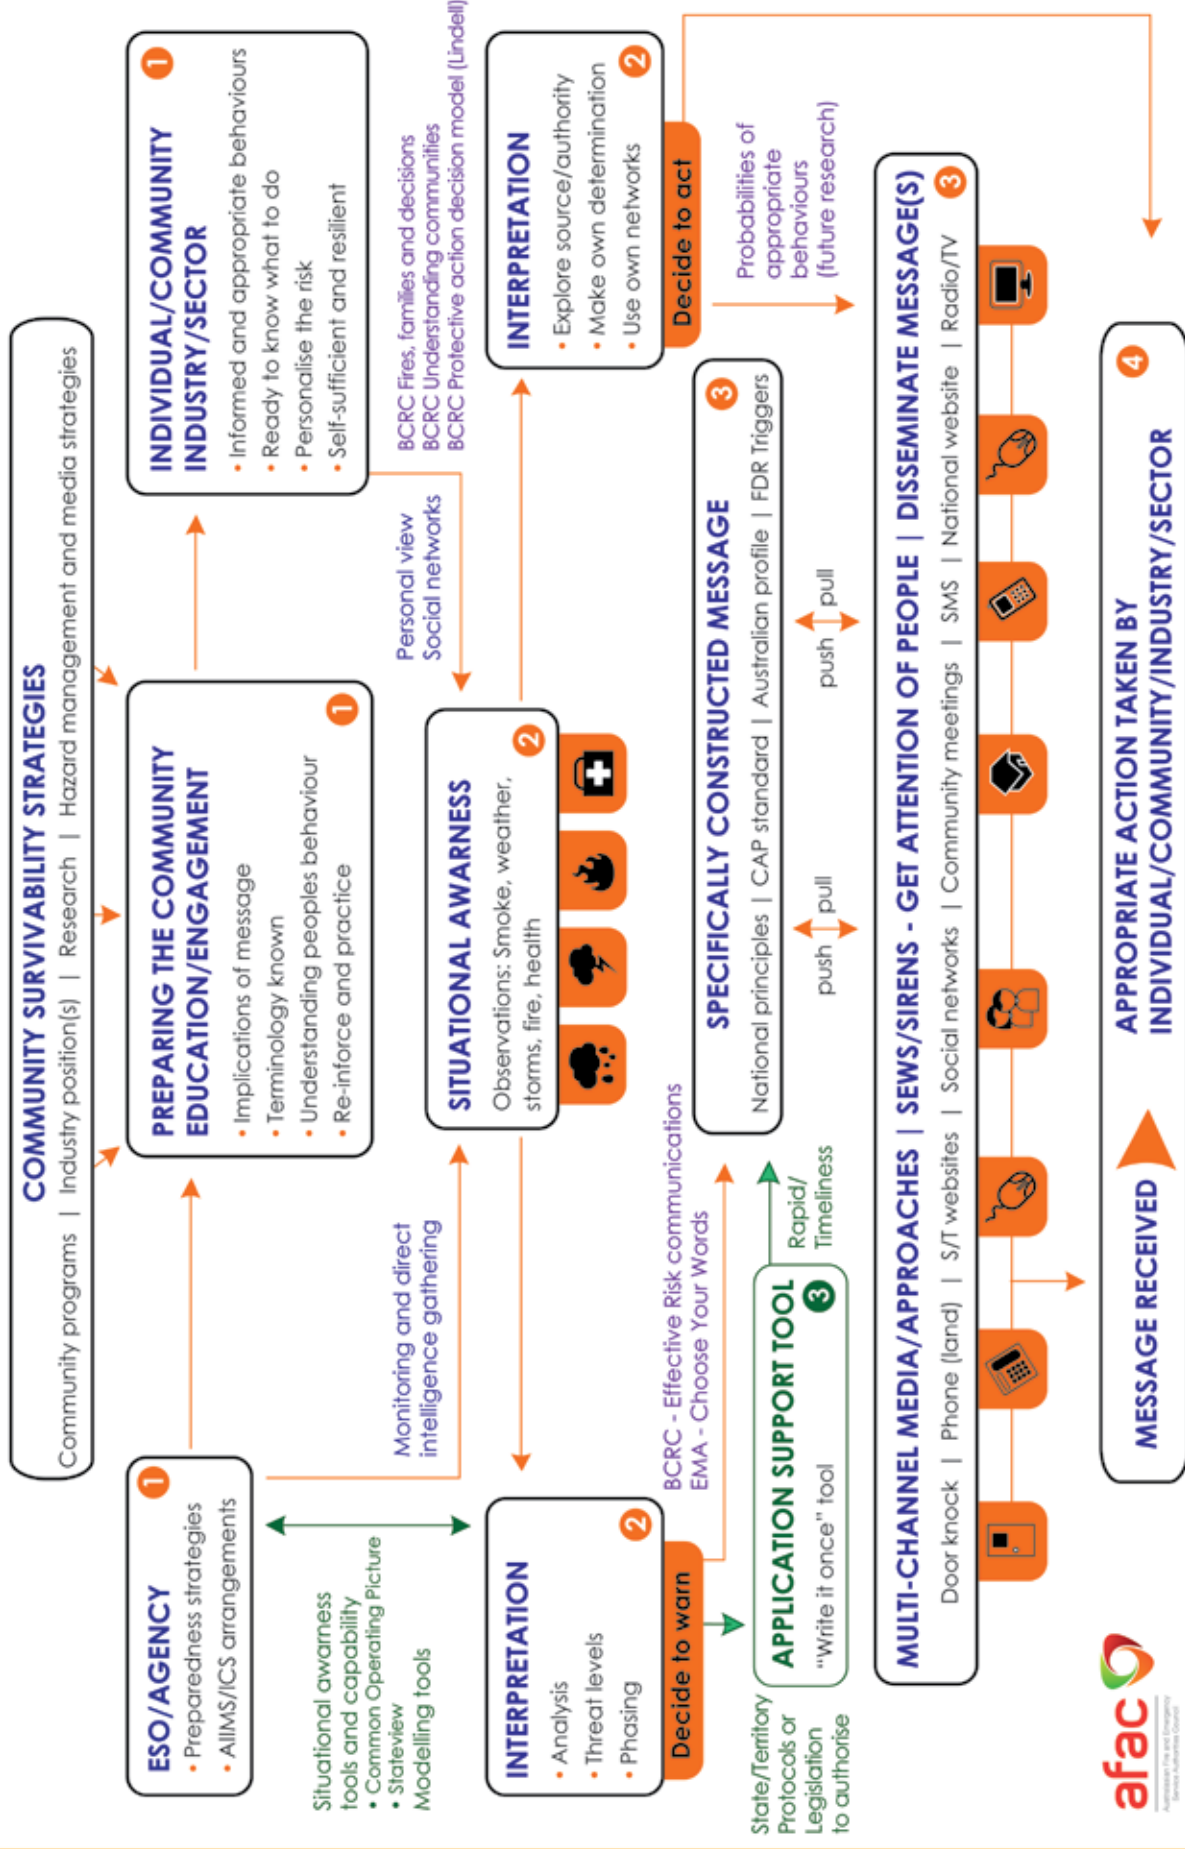 COMMUNITY SURVIVABILITY STRATEGIES
Community programs | Industry position(s) | Research | Hazard management and media strategies
ESO/AGENCY
1
• Preparedness strategies
• AIIMS/ICS arrangements
PREPARING THE COMMUNITY
EDUCATION/ENGAGEMENT
• Implications of message
• Terminology known
• Understanding peoples behaviour
• Re-inforce and practice
1
INDIVIDUAL/COMMUNITY
INDUSTRY/SECTOR
1
• Informed and appropriate behaviours
• Ready to know what to do
• Personalise the risk
• Self-sufficient and resilient
Situational awarness
tools and capability
• Common Operating Picture
• Stateview
Modelling tools
Monitoring and direct
intelligence gathering
Personal view
Social networks
BCRC Fires, families and decisions
BCRC Understanding communities
BCRC Protective action decision model (Lindell)
SITUATIONAL AWARNESS
2
Observations: Smoke, weather,
storms, fire, health
INTERPRETATION
• Analysis
• Threat levels
• Phasing
2
Decide to warn
INTERPRETATION
• Explore source/authority
• Make own determination
• Use own networks
2
Decide to act
BCRC - Effective Risk communications
EMA - Choose Your Words
Probabilities of
appropriate
behaviours
(future research)
State/Territory
Protocols or
Legislation
to authorise
APPLICATION SUPPORT TOOL
"Write it once" tool
3
Rapid/
Timeliness
SPECIFICALLY CONSTRUCTED MESSAGE
3
National principles | CAP standard | Australian profile | FDR Triggers
push pull
push pull
MULTI-CHANNEL MEDIA/APPROACHES | SEWS/SIRENS - GET ATTENTION OF PEOPLE | DISSEMINATE MESSAGE(S)
3
Door knock | Phone (land) | S/T websites | Social networks | Community meetings | SMS | National website | Radio/TV
MESSAGE RECEIVED
APPROPRIATE ACTION TAKEN BY
INDIVIDUAL/COMMUNITY/INDUSTRY/SECTOR
4
afac
Australasian Fire and Emergency
Service Authorities Council